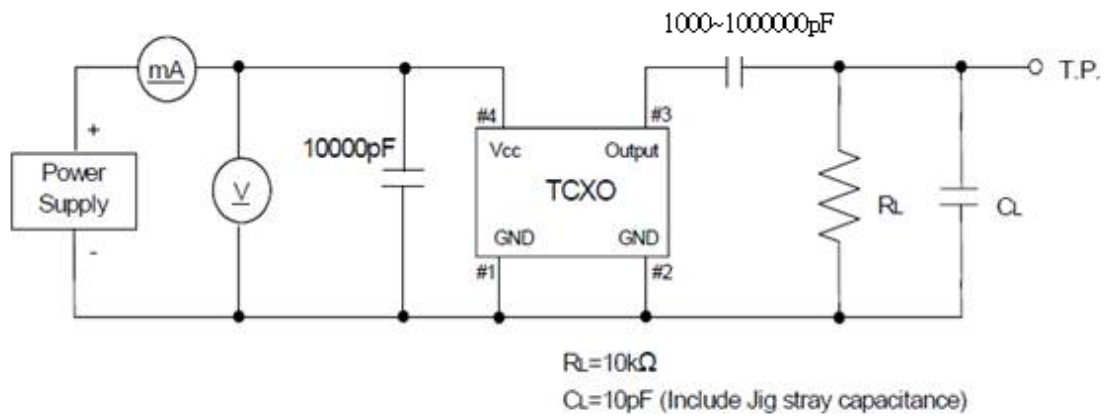 1000~1000000pF
mA
T.P.
+
#4
#3
10000pF
Vcc
Output
Power
Supply
V
TCXO
RL
CL
GND
GND
-
#1
#2
RL=10kΩ
CL=10pF (Include Jig stray capacitance)